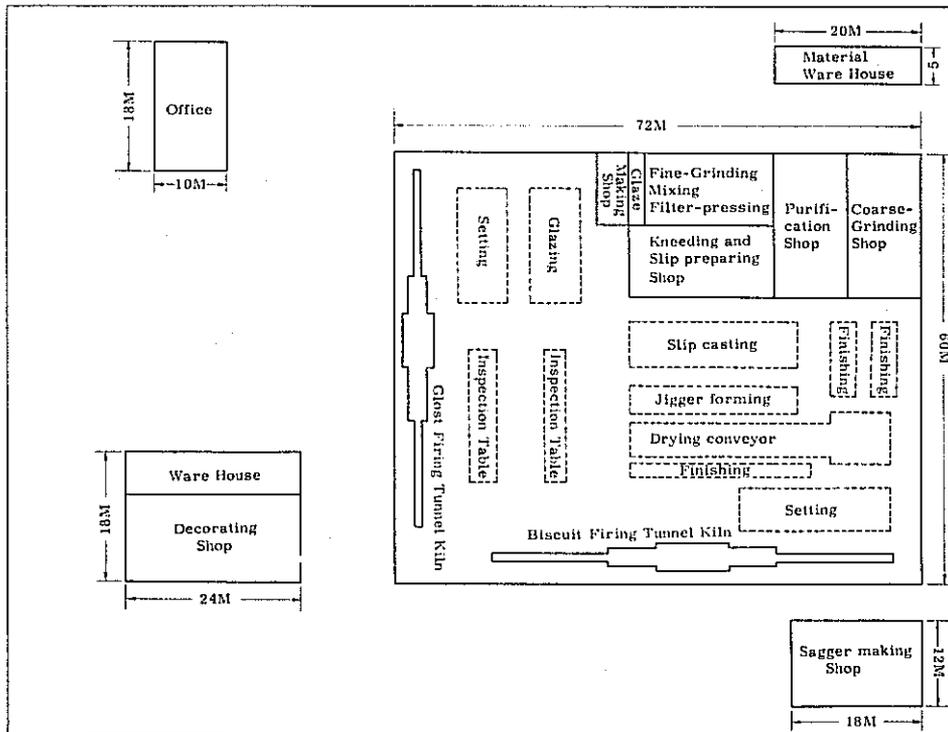 20M
Material
Ware House
5
18M
Office
10M
72M
Glaze
Making
Shop
Fine-Grinding
Mixing
Filter-pressing
Purifi-
cation
Shop
Coarse-
Grinding
Shop
Kneeding and
Slip preparing
Shop
Setting
Glazing
60M
Slip casting
Finishing
Finishing
Inspection Table
Inspection Table
Jigger forming
Glost Firing Tunnel Kiln
Drying conveyor
Finishing
Setting
Biscuit Firing Tunnel Kiln
18M
Ware House
Decorating
Shop
24M
Sagger making
Shop
12M
18M